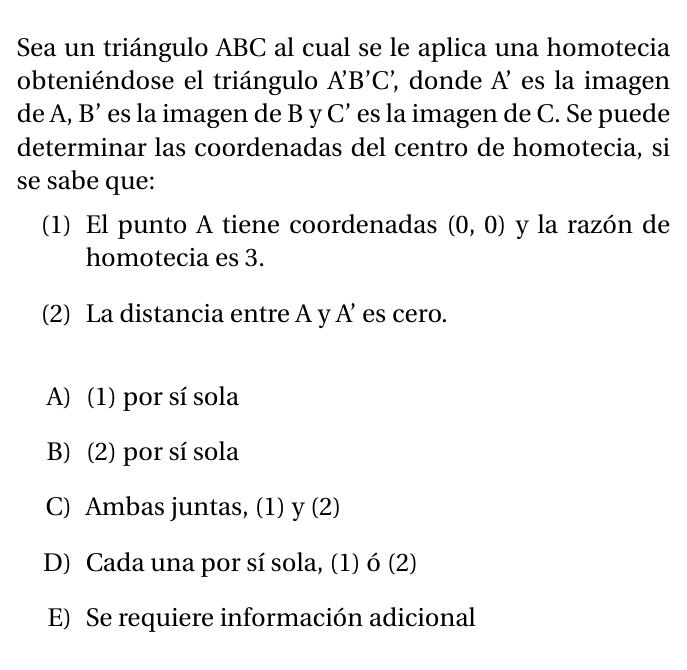 Sea un triángulo ABC al cual se le aplica una homotecia
obteniéndose el triángulo A’B’C’, donde A’ es la imagen
de A, B’ es la imagen de B y C’ es la imagen de C. Se puede
determinar las coordenadas del centro de homotecia, si
se sabe que:
(1) El punto A tiene coordenadas (0, 0) y la razón de
homotecia es 3.
(2) La distancia entre A y A’ es cero.
A) (1) por sí sola
B) (2) por sí sola
C) Ambas juntas, (1) y (2)
D) Cada una por sí sola, (1) ó (2)
E) Se requiere información adicional